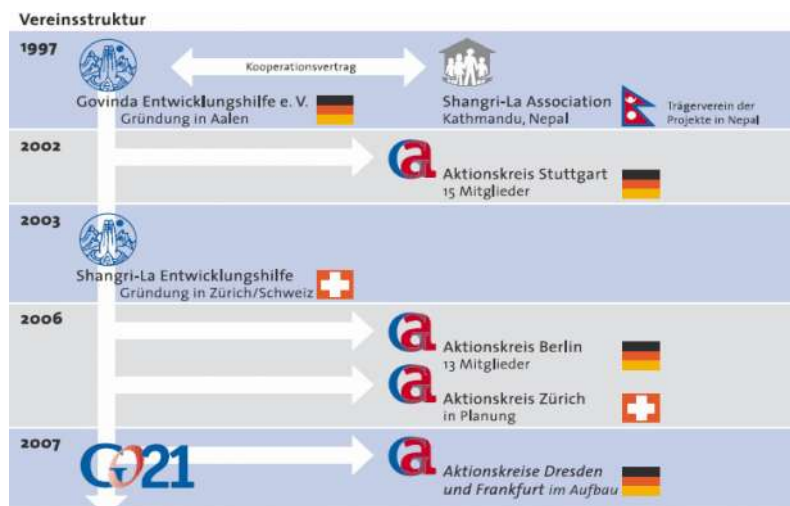 Vereinsstruktur
1997
Kooperationsvertrag
Govinda Entwicklungshilfe e. V.
Gründung in Aalen
Shangri-La Association
Kathmandu, Nepal
Trägerverein der
Projekte in Nepal
2002
Aktionskreis Stuttgart
15 Mitglieder
2003
Shangri-La Entwicklungshilfe
Gründung in Zürich/Schweiz
2006
Aktionskreis Berlin
13 Mitglieder
Aktionskreis Zürich
in Planung
2007
GO21
Aktionskreise Dresden
und Frankfurt im Aufbau